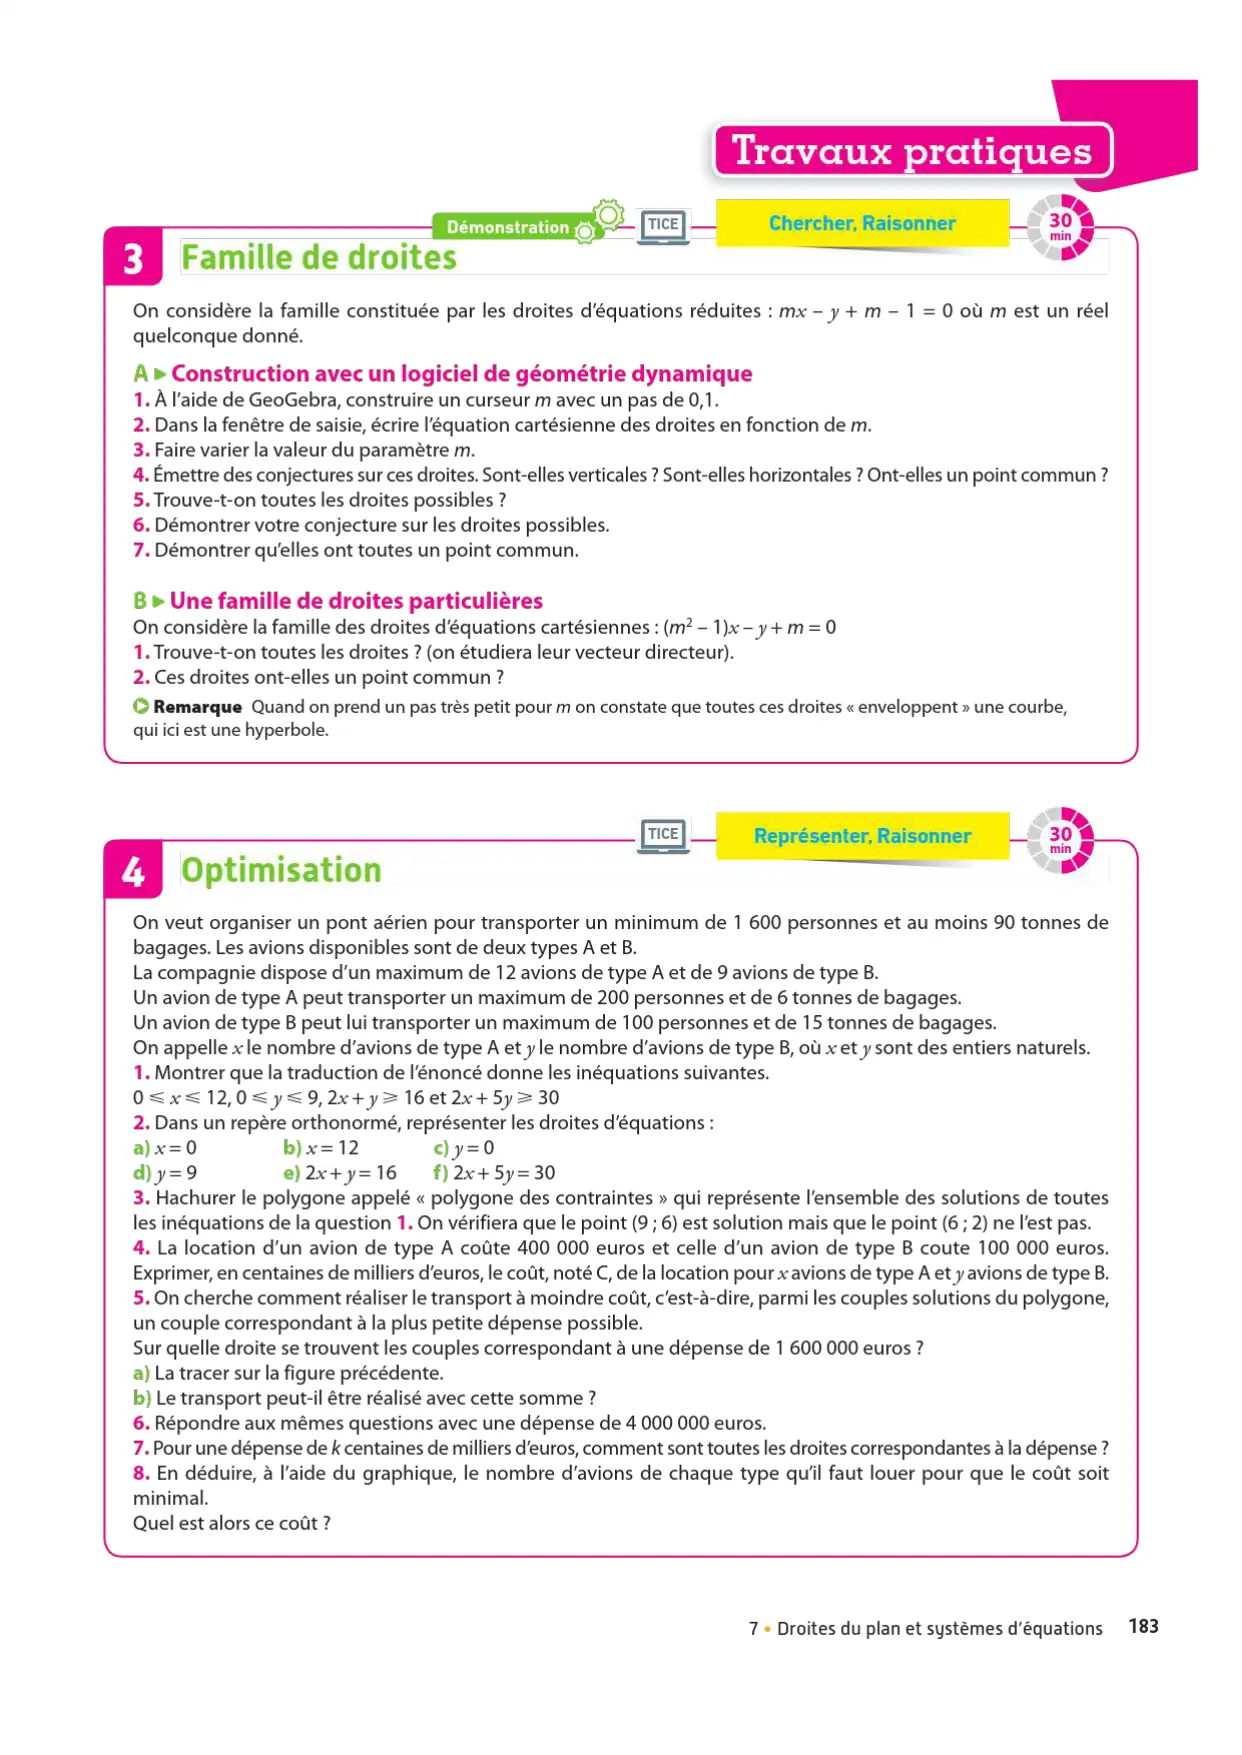 Travaux pratiques
Démonstration
TICE
Chercher, Raisonner
30
min
3
Famille de droites
On considère la famille constituée par les droites d’équations réduites : mx – y + m – 1 = 0 où m est un réel
quelconque donné.
A ▸ Construction avec un logiciel de géométrie dynamique
1. À l’aide de GeoGebra, construire un curseur m avec un pas de 0,1.
2. Dans la fenêtre de saisie, écrire l’équation cartésienne des droites en fonction de m.
3. Faire varier la valeur du paramètre m.
4. Émettre des conjectures sur ces droites. Sont-elles verticales ? Sont-elles horizontales ? Ont-elles un point commun ?
5. Trouve-t-on toutes les droites possibles ?
6. Démontrer votre conjecture sur les droites possibles.
7. Démontrer qu’elles ont toutes un point commun.
B ▸ Une famille de droites particulières
On considère la famille des droites d’équations cartésiennes : (m² – 1)x – y + m = 0
1. Trouve-t-on toutes les droites ? (on étudiera leur vecteur directeur).
2. Ces droites ont-elles un point commun ?
Remarque Quand on prend un pas très petit pour m on constate que toutes ces droites « enveloppent » une courbe,
qui ici est une hyperbole.
TICE
Représenter, Raisonner
30
min
4
Optimisation
On veut organiser un pont aérien pour transporter un minimum de 1 600 personnes et au moins 90 tonnes de
bagages. Les avions disponibles sont de deux types A et B.
La compagnie dispose d’un maximum de 12 avions de type A et de 9 avions de type B.
Un avion de type A peut transporter un maximum de 200 personnes et de 6 tonnes de bagages.
Un avion de type B peut lui transporter un maximum de 100 personnes et de 15 tonnes de bagages.
On appelle x le nombre d’avions de type A et y le nombre d’avions de type B, où x et y sont des entiers naturels.
1. Montrer que la traduction de l’énoncé donne les inéquations suivantes.
0 ⩽ x ⩽ 12, 0 ⩽ y ⩽ 9, 2x + y ⩾ 16 et 2x + 5y ⩾ 30
2. Dans un repère orthonormé, représenter les droites d’équations :
a) x = 0 b) x = 12 c) y = 0
d) y = 9 e) 2x + y = 16 f) 2x + 5y = 30
3. Hachurer le polygone appelé « polygone des contraintes » qui représente l’ensemble des solutions de toutes
les inéquations de la question 1. On vérifiera que le point (9 ; 6) est solution mais que le point (6 ; 2) ne l’est pas.
4. La location d’un avion de type A coûte 400 000 euros et celle d’un avion de type B coute 100 000 euros.
Exprimer, en centaines de milliers d’euros, le coût, noté C, de la location pour x avions de type A et y avions de type B.
5. On cherche comment réaliser le transport à moindre coût, c’est-à-dire, parmi les couples solutions du polygone,
un couple correspondant à la plus petite dépense possible.
Sur quelle droite se trouvent les couples correspondant à une dépense de 1 600 000 euros ?
a) La tracer sur la figure précédente.
b) Le transport peut-il être réalisé avec cette somme ?
6. Répondre aux mêmes questions avec une dépense de 4 000 000 euros.
7. Pour une dépense de k centaines de milliers d’euros, comment sont toutes les droites correspondantes à la dépense ?
8. En déduire, à l’aide du graphique, le nombre d’avions de chaque type qu’il faut louer pour que le coût soit
minimal.
Quel est alors ce coût ?
7 • Droites du plan et systèmes d’équations 183